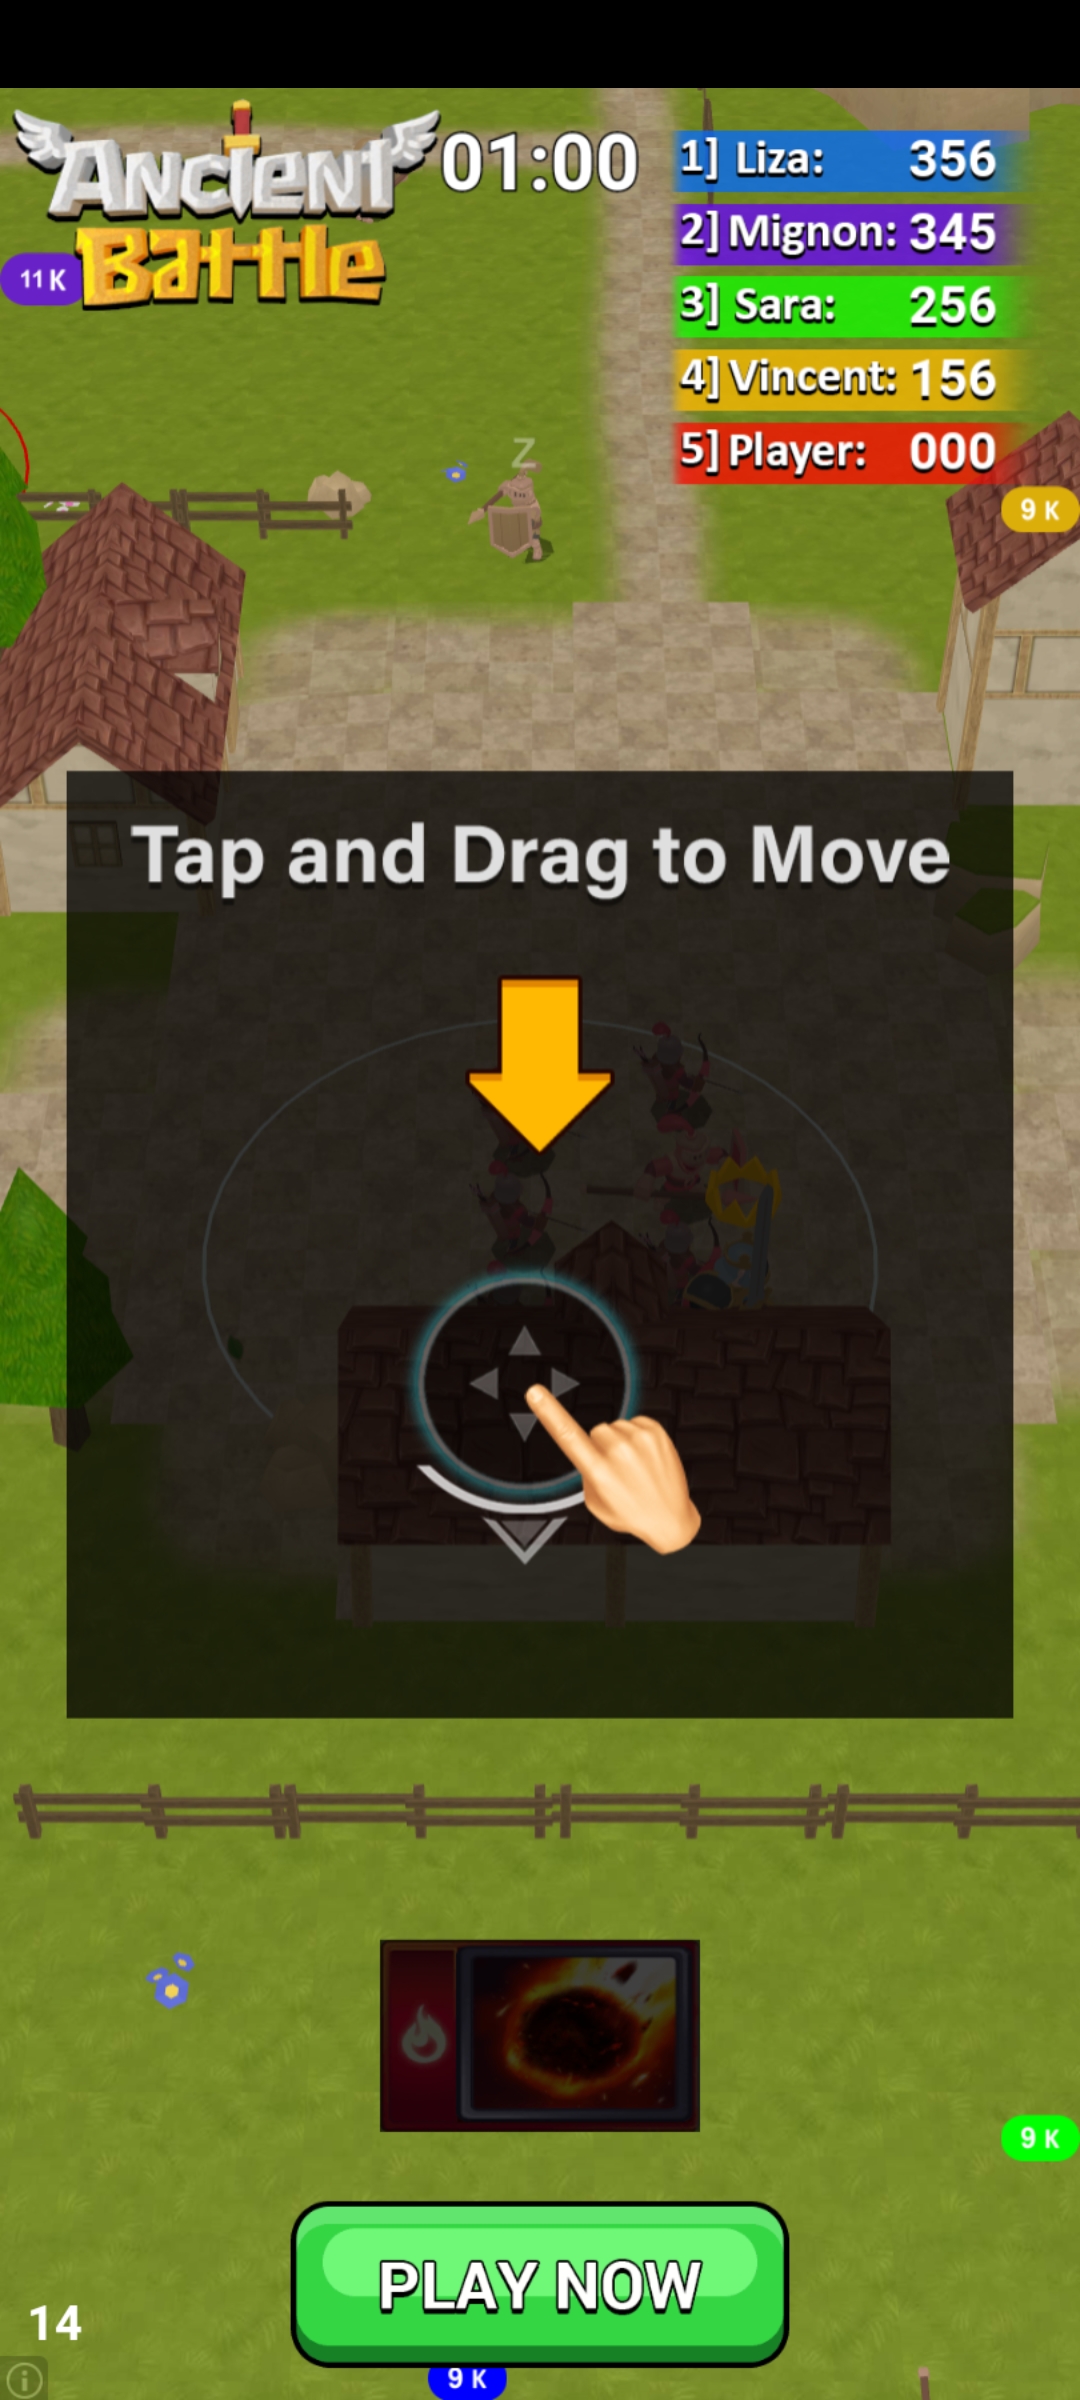 Ancient
Battle
01:00
1] Liza: 356
2] Mignon: 345
3] Sara: 256
4] Vincent: 156
5] Player: 000
11 K
Z
9 K
Tap and Drag to Move
9 K
PLAY NOW
14
9 K